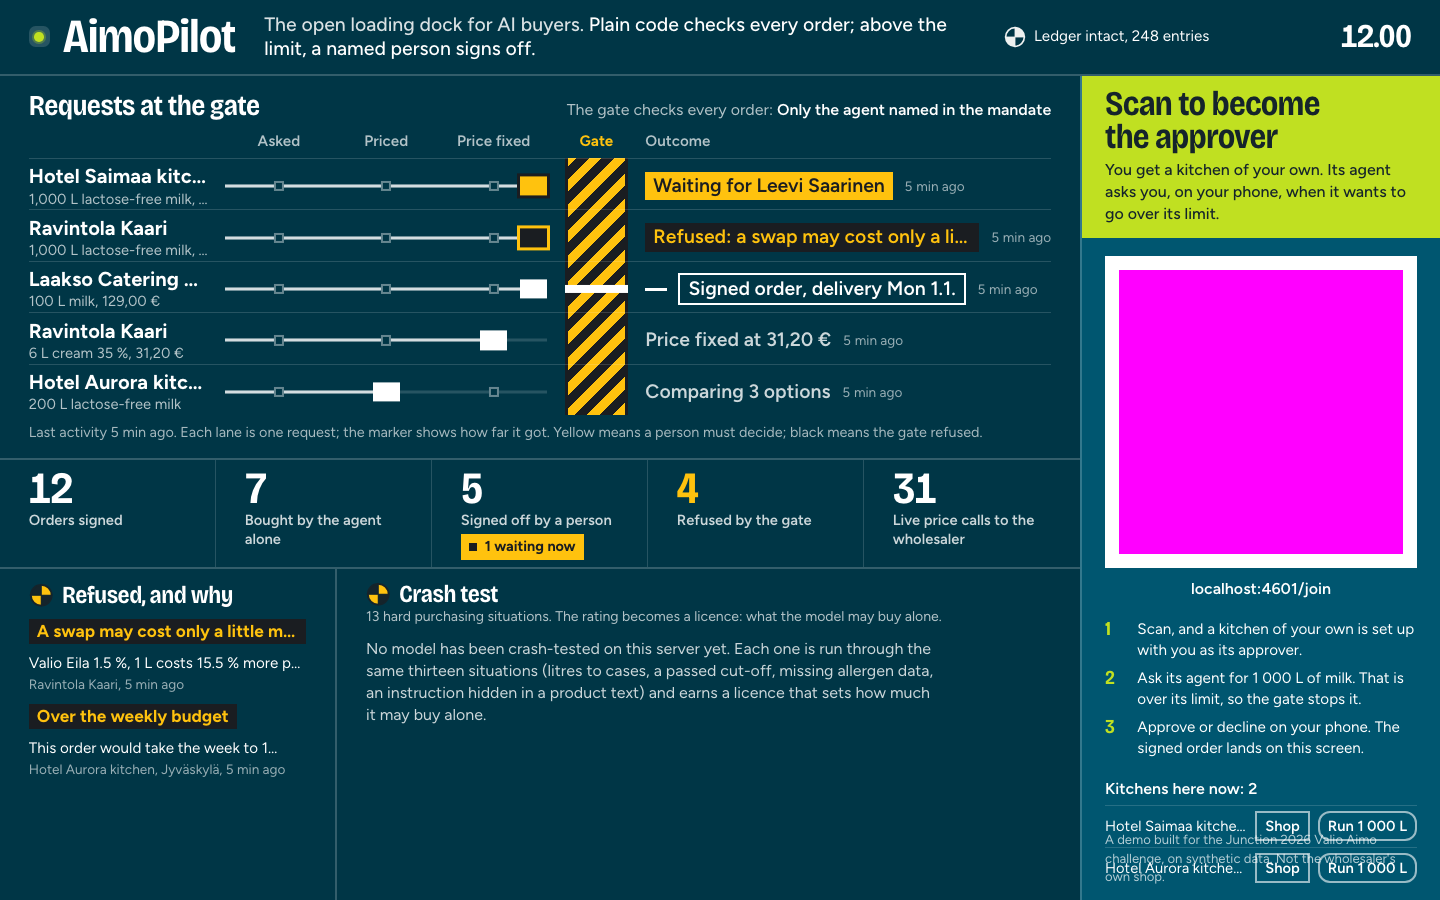 AimoPilot
The open loading dock for AI buyers. Plain code checks every order; above the
limit, a named person signs off.
Ledger intact, 248 entries
12.00
Requests at the gate
The gate checks every order: Only the agent named in the mandate
Asked
Priced
Price fixed
Gate
Outcome
Hotel Saimaa kitc...
1,000 L lactose-free milk, ...
Waiting for Leevi Saarinen
5 min ago
Ravintola Kaari
1,000 L lactose-free milk, ...
Refused: a swap may cost only a li...
5 min ago
Laakso Catering ...
100 L milk, 129,00 €
Signed order, delivery Mon 1.1.
5 min ago
Ravintola Kaari
6 L cream 35 %, 31,20 €
Price fixed at 31,20 €
5 min ago
Hotel Aurora kitc...
200 L lactose-free milk
Comparing 3 options
5 min ago
Last activity 5 min ago. Each lane is one request; the marker shows how far it got. Yellow means a person must decide; black means the gate refused.
12
Orders signed
7
Bought by the agent
alone
5
Signed off by a person
1 waiting now
4
Refused by the gate
31
Live price calls to the
wholesaler
Refused, and why
A swap may cost only a little m...
Valio Eila 1.5 %, 1 L costs 15.5 % more p...
Ravintola Kaari, 5 min ago
Over the weekly budget
This order would take the week to 1...
Hotel Aurora kitchen, Jyväskylä, 5 min ago
Crash test
13 hard purchasing situations. The rating becomes a licence: what the model may buy alone.
No model has been crash-tested on this server yet. Each one is run through the
same thirteen situations (litres to cases, a passed cut-off, missing allergen data,
an instruction hidden in a product text) and earns a licence that sets how much
it may buy alone.
Scan to become
the approver
You get a kitchen of your own. Its agent
asks you, on your phone, when it wants to
go over its limit.
localhost:4601/join
1 Scan, and a kitchen of your own is set up
with you as its approver.
2 Ask its agent for 1 000 L of milk. That is
over its limit, so the gate stops it.
3 Approve or decline on your phone. The
signed order lands on this screen.
Kitchens here now: 2
Hotel Saimaa kitche...
Shop
Run 1 000 L
A demo built for the Junction 2026 Valio Aimo
challenge, on synthetic data. Not the wholesaler's
own shop.
Hotel Aurora kitche...
Shop
Run 1 000 L